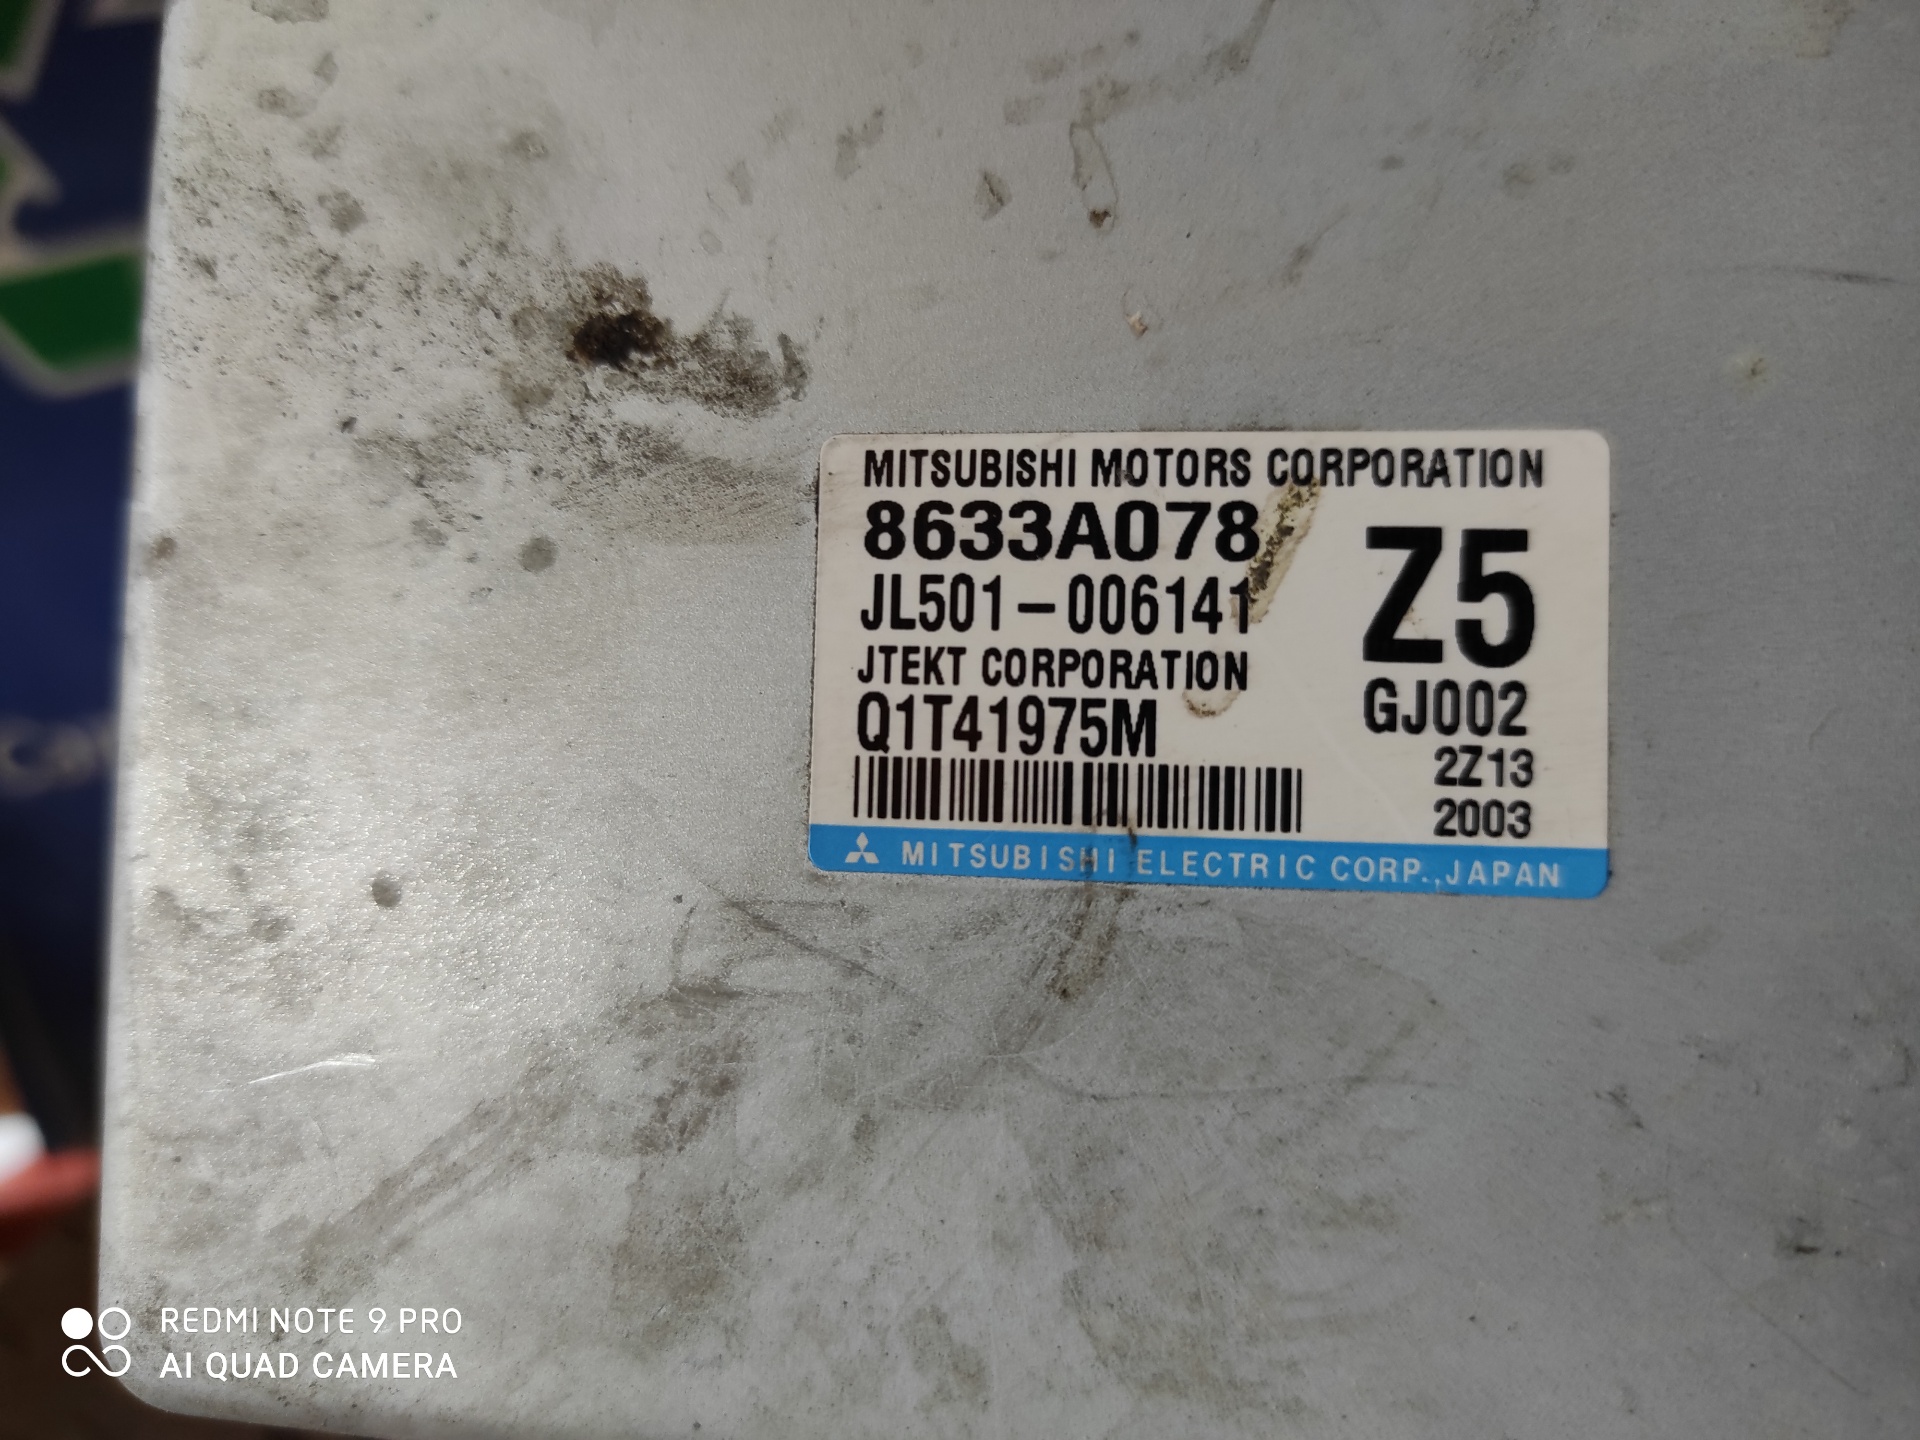 MITSUBISHI MOTORS CORPORATION
8633A078
JL501-006141
JTEKT CORPORATION
Q1T41975M
Z5
GJ002
2Z13
2003
MITSUBISHI ELECTRIC CORP.,JAPAN
REDMI NOTE 9 PRO
AI QUAD CAMERA